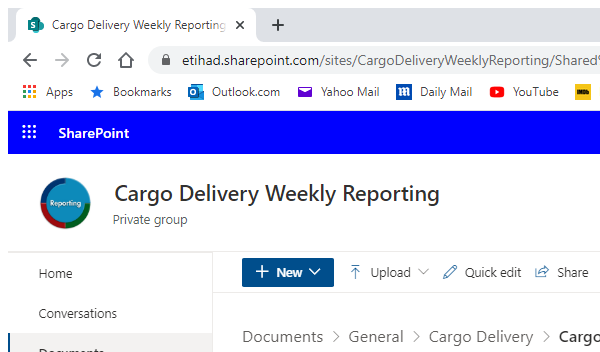 Cargo Delivery Weekly Reporting
etihad.sharepoint.com/sites/CargoDeliveryWeeklyReporting/Shared%
Apps Bookmarks Outlook.com Yahoo Mail Daily Mail YouTube IMDb
SharePoint
Reporting
Cargo Delivery Weekly Reporting
Private group
Home
New Upload Quick edit Share
Conversations
Documents
Documents > General > Cargo Delivery > Cargo